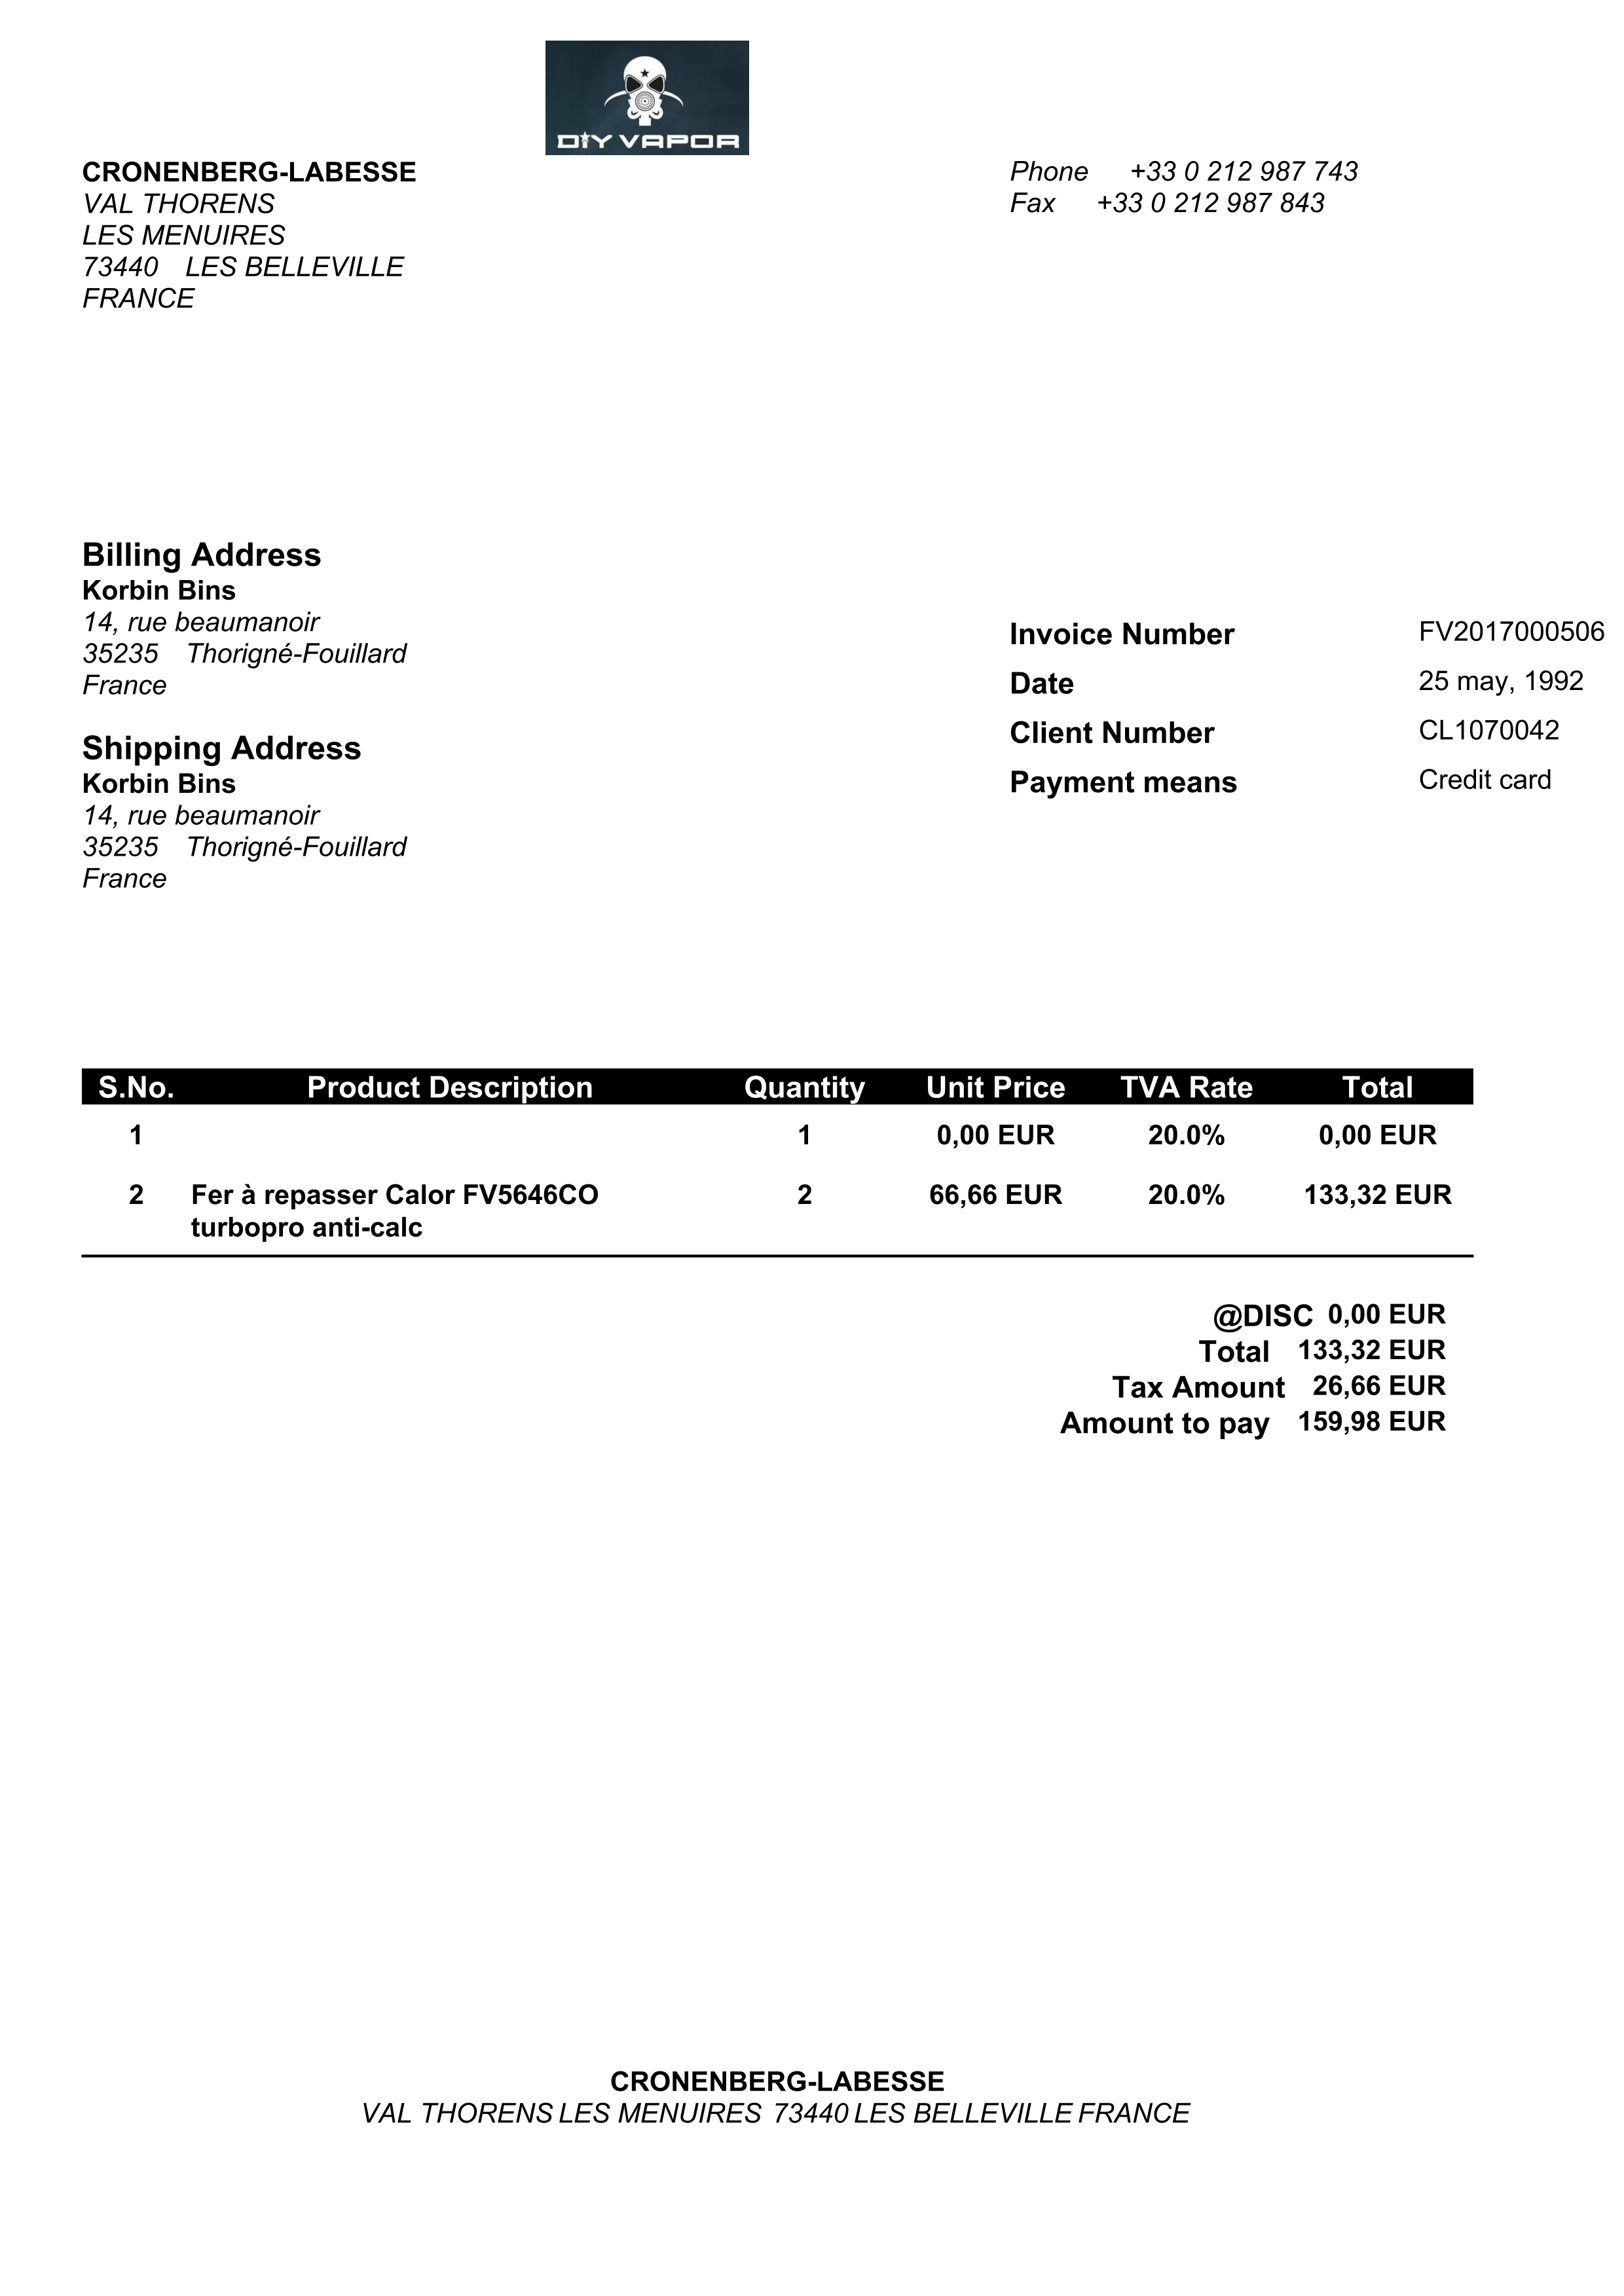 DIY VAPOR
CRONENBERG-LABESSE
VAL THORENS
LES MENUIRES
73440 LES BELLEVILLE
FRANCE
Phone +33 0 212 987 743
Fax +33 0 212 987 843
Billing Address
Korbin Bins
14, rue beaumanoir
35235 Thorigné-Fouillard
France
Shipping Address
Korbin Bins
14, rue beaumanoir
35235 Thorigné-Fouillard
France
Invoice Number FV2017000506
Date 25 may, 1992
Client Number CL1070042
Payment means Credit card
S.No. Product Description Quantity Unit Price TVA Rate Total
1 1 0,00 EUR 20.0% 0,00 EUR
2 Fer à repasser Calor FV5646CO 2 66,66 EUR 20.0% 133,32 EUR
turbopro anti-calc
@DISC 0,00 EUR
Total 133,32 EUR
Tax Amount 26,66 EUR
Amount to pay 159,98 EUR
CRONENBERG-LABESSE
VAL THORENS LES MENUIRES 73440 LES BELLEVILLE FRANCE